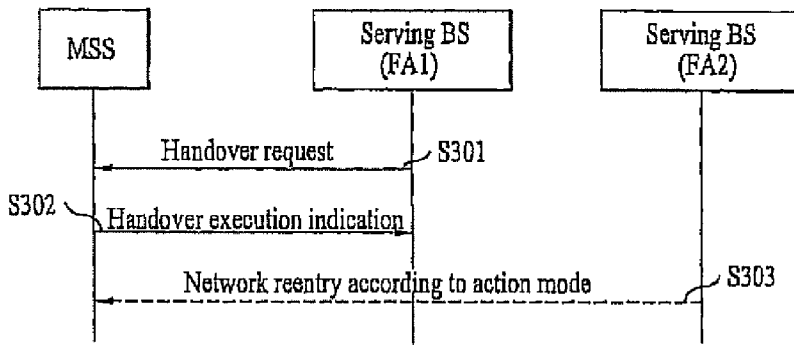 MSS
Serving BS
(FA1)
Serving BS
(FA2)
Handover request
S301
S302
Handover execution indication
Network reentry according to action mode
S303